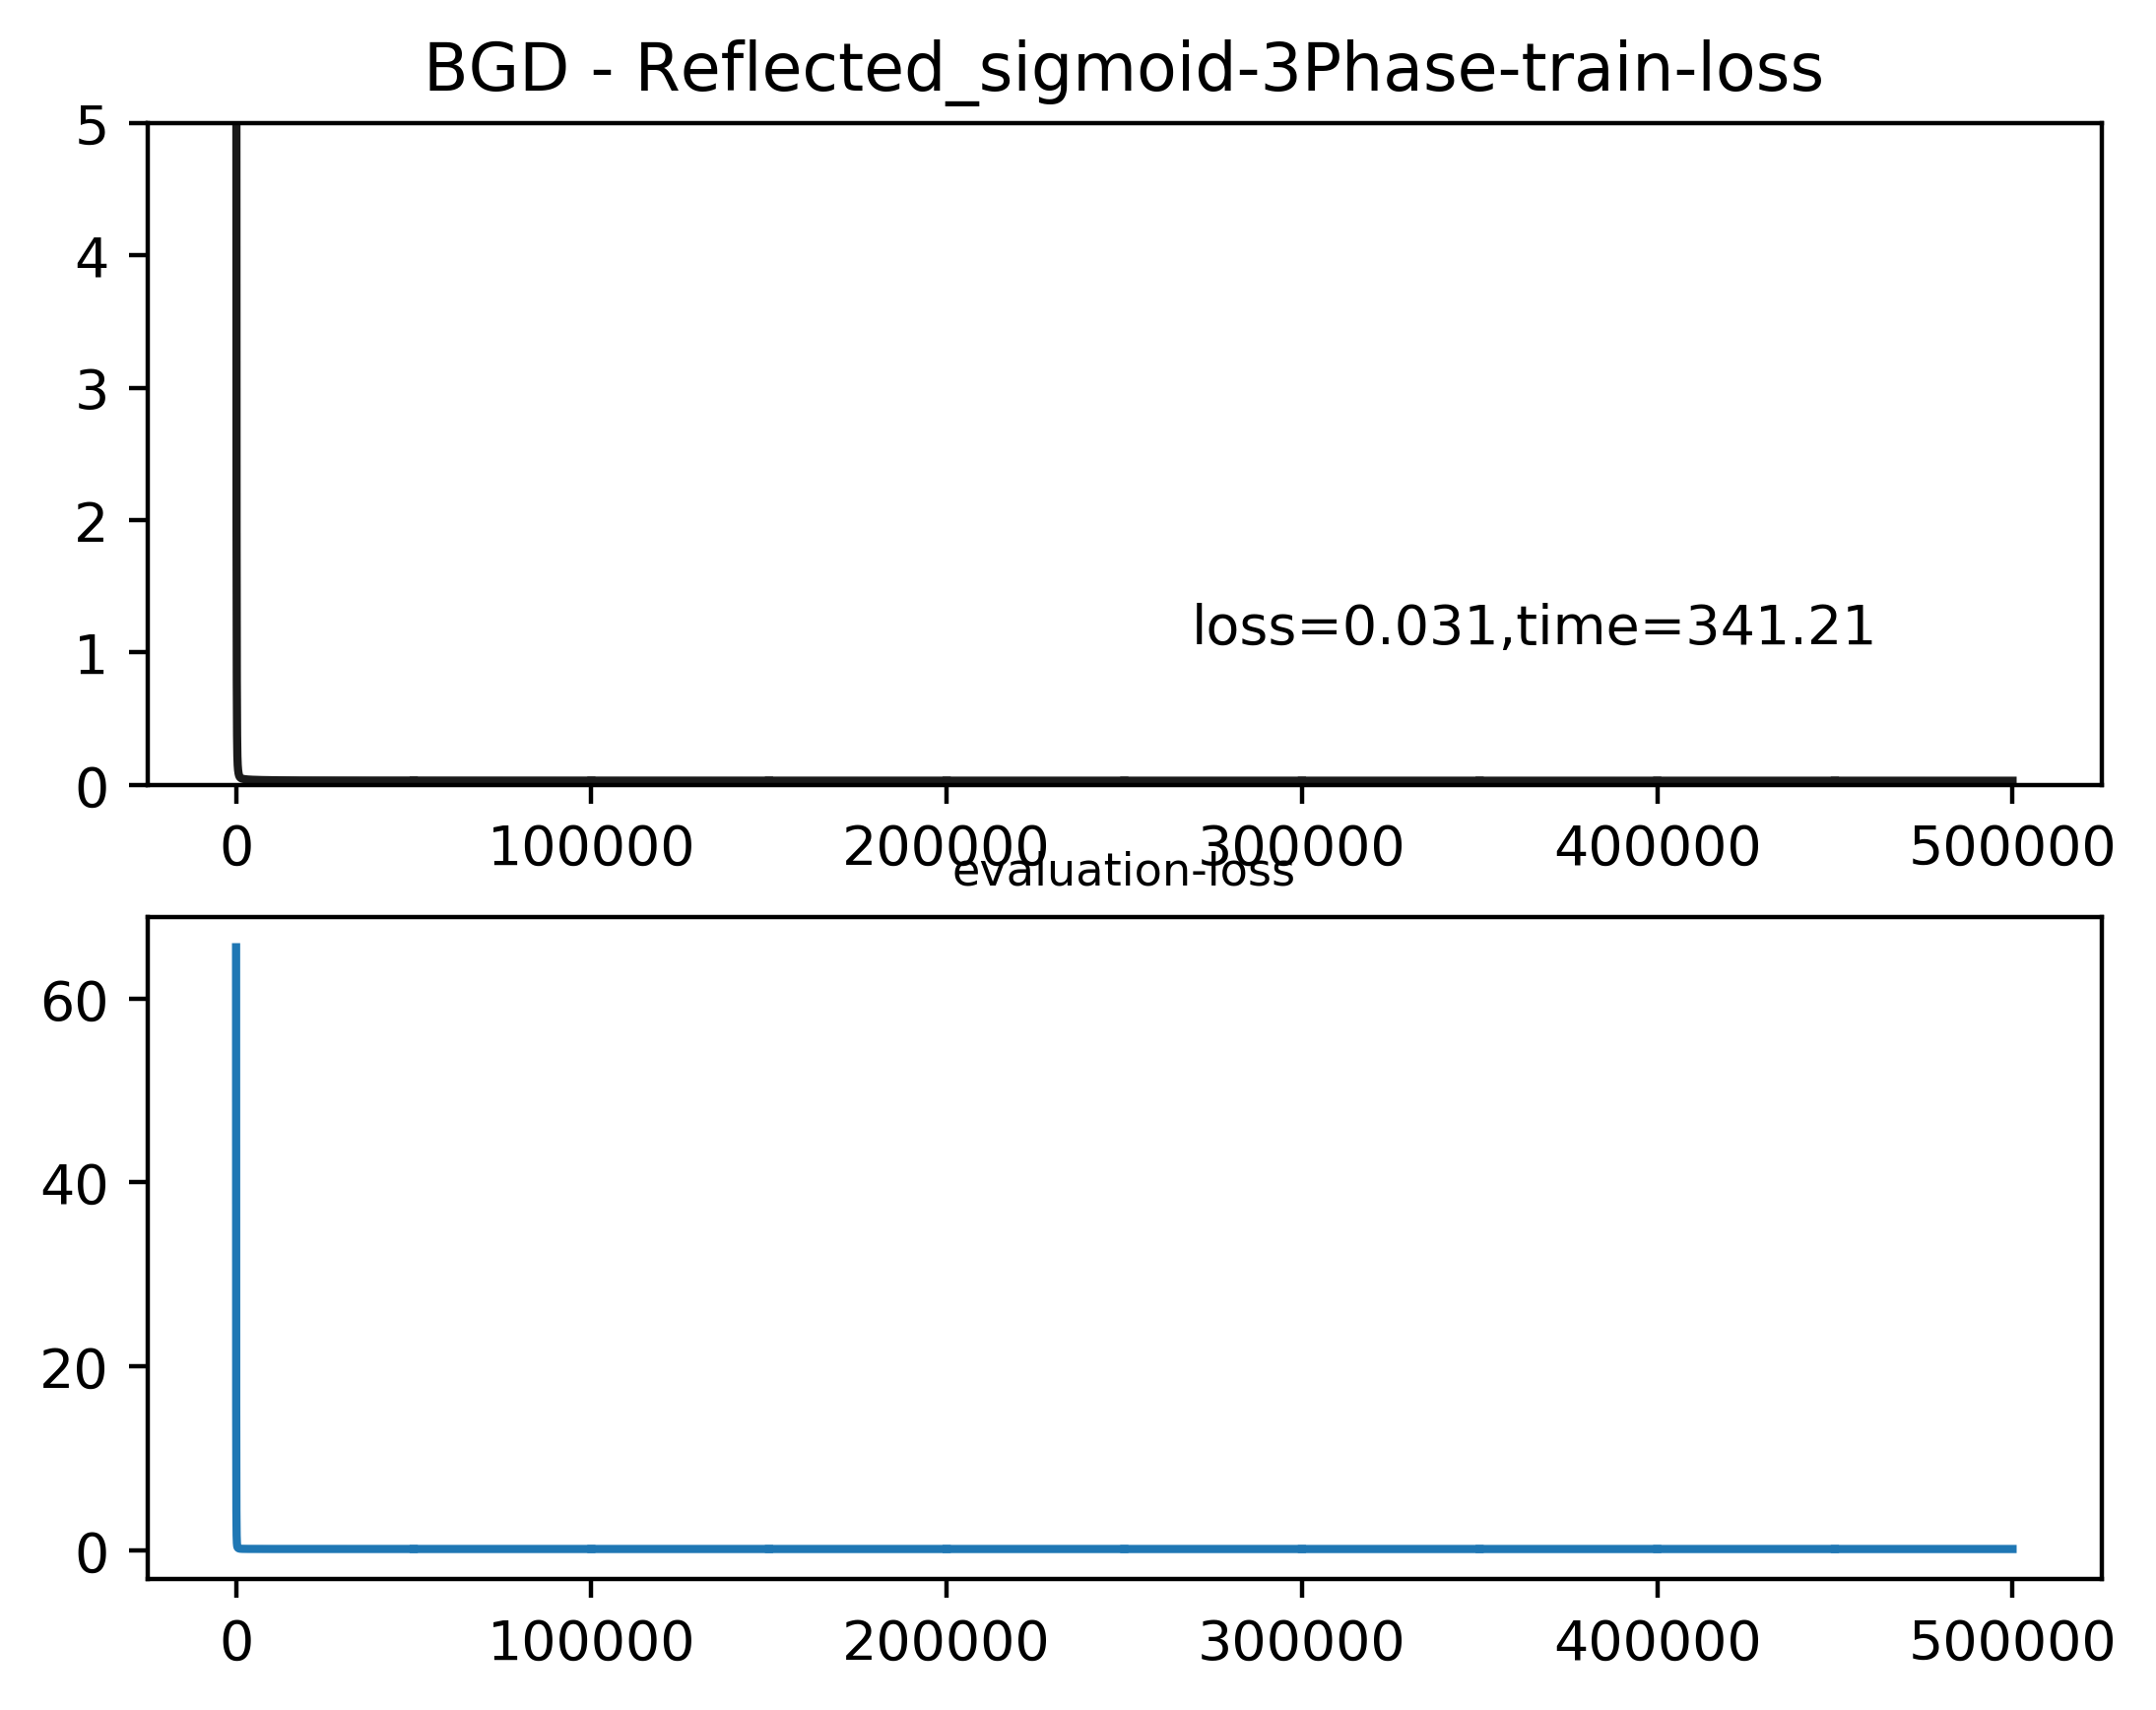 BGD - Reflected_sigmoid-3Phase-train-loss
5
4
3
2
1
0
loss=0.031,time=341.21
0 100000 200000 300000 400000 500000
evaluation-loss
60
40
20
0
0 100000 200000 300000 400000 500000